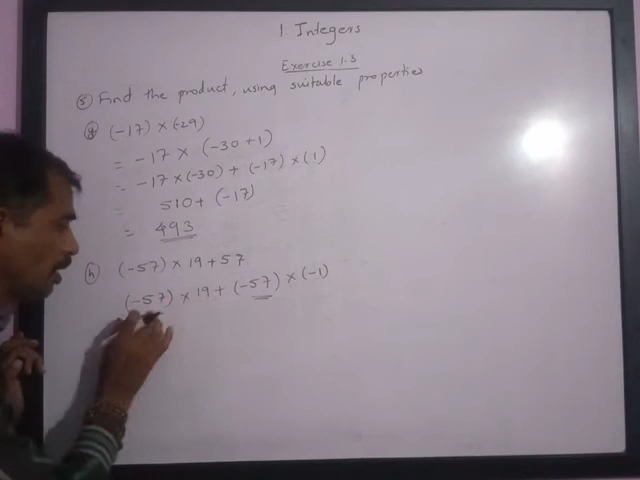 1 Integers
Exercise 1.3
(5) Find the product, using suitable properties
(g) (-17) × (-29)
= -17 × (-30 + 1)
= -17 × (-30) + (-17) × (1)
= 510 + (-17)
= 493
(h) (-57) × 19 + 57
(-57) × 19 + (-57) × (-1)